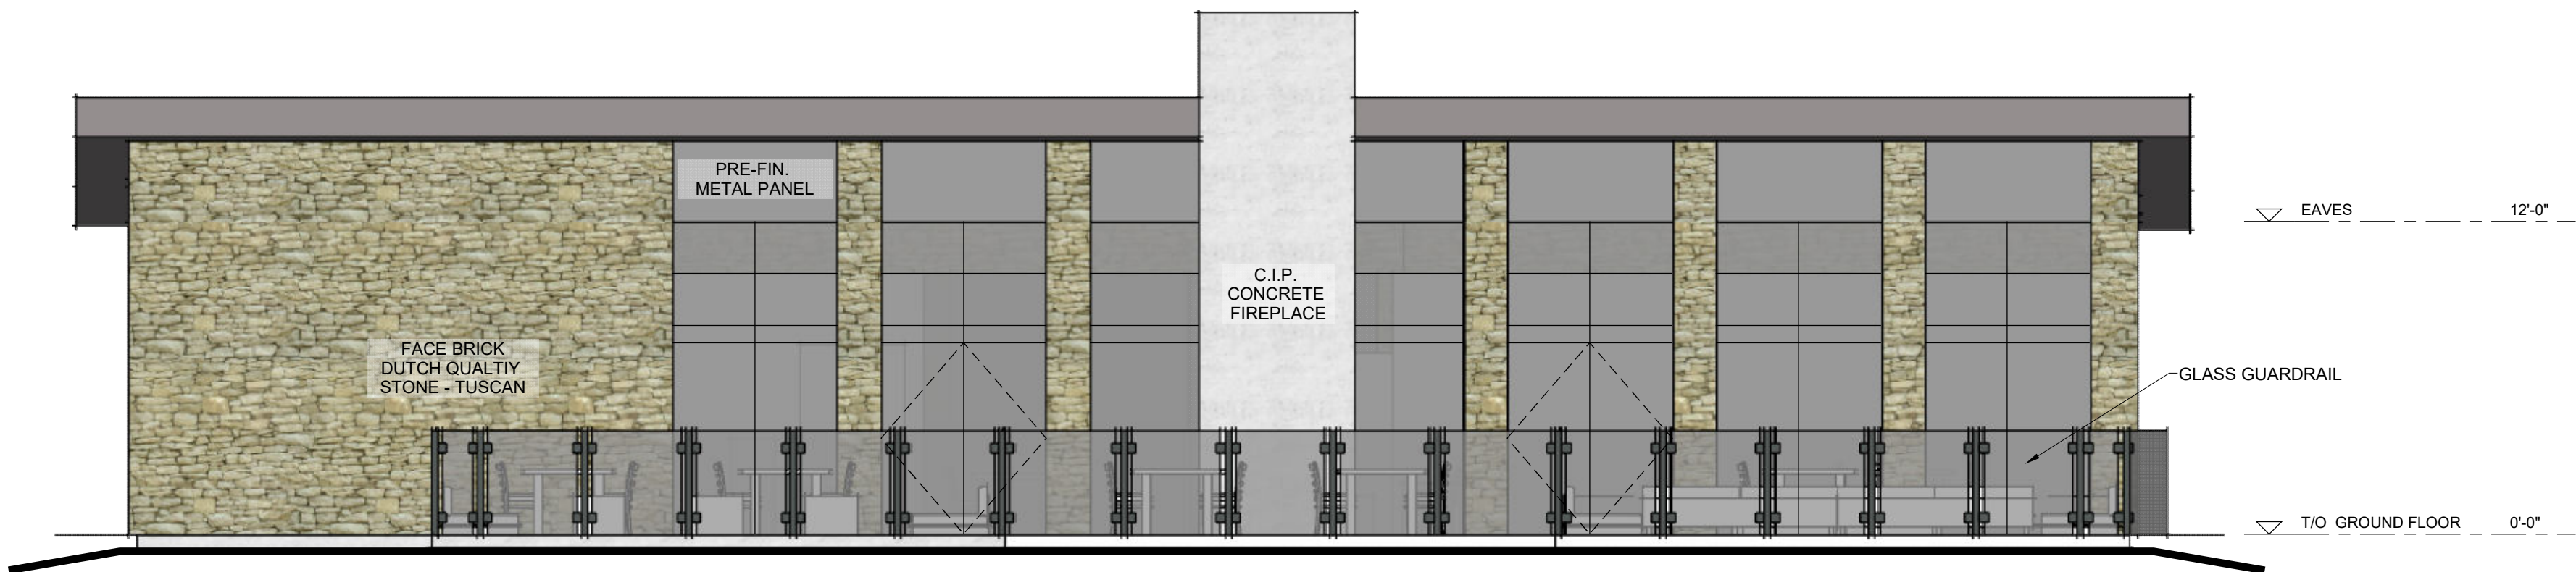 PRE-FIN.
METAL PANEL
EAVES 12'-0"
C.I.P.
CONCRETE
FIREPLACE
FACE BRICK
DUTCH QUALTIY
STONE - TUSCAN
GLASS GUARDRAIL
T/O GROUND FLOOR 0'-0"